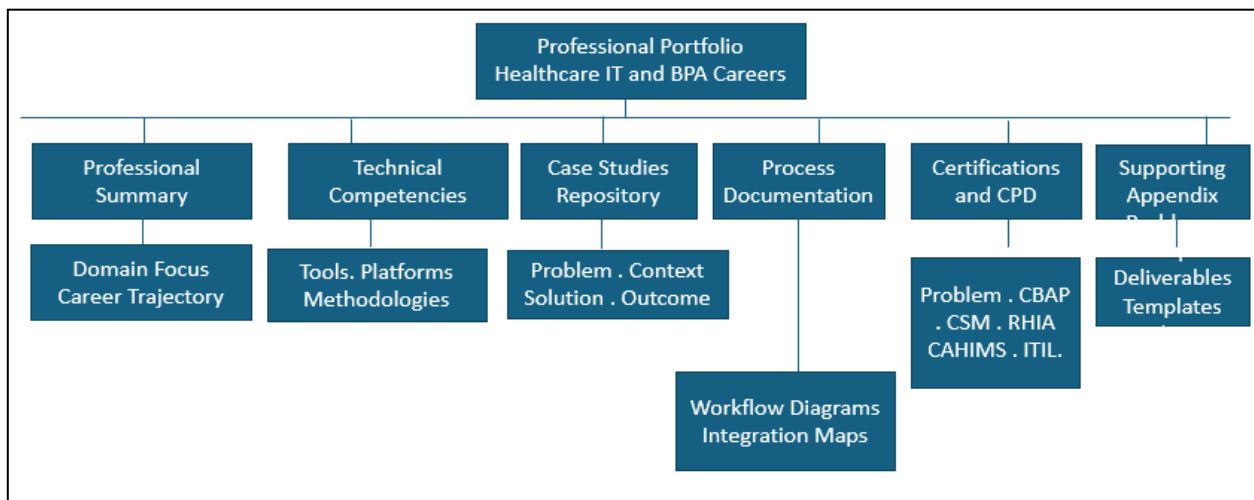 Professional Portfolio
Healthcare IT and BPA Careers
Professional
Summary
Technical
Competencies
Case Studies
Repository
Process
Documentation
Certifications
and CPD
Supporting
Appendix
Domain Focus
Career Trajectory
Tools. Platforms
Methodologies
Problem . Context
Solution . Outcome
Workflow Diagrams
Integration Maps
Problem . CBAP
. CSM . RHIA
CAHIMS . ITIL.
Deliverables
Templates